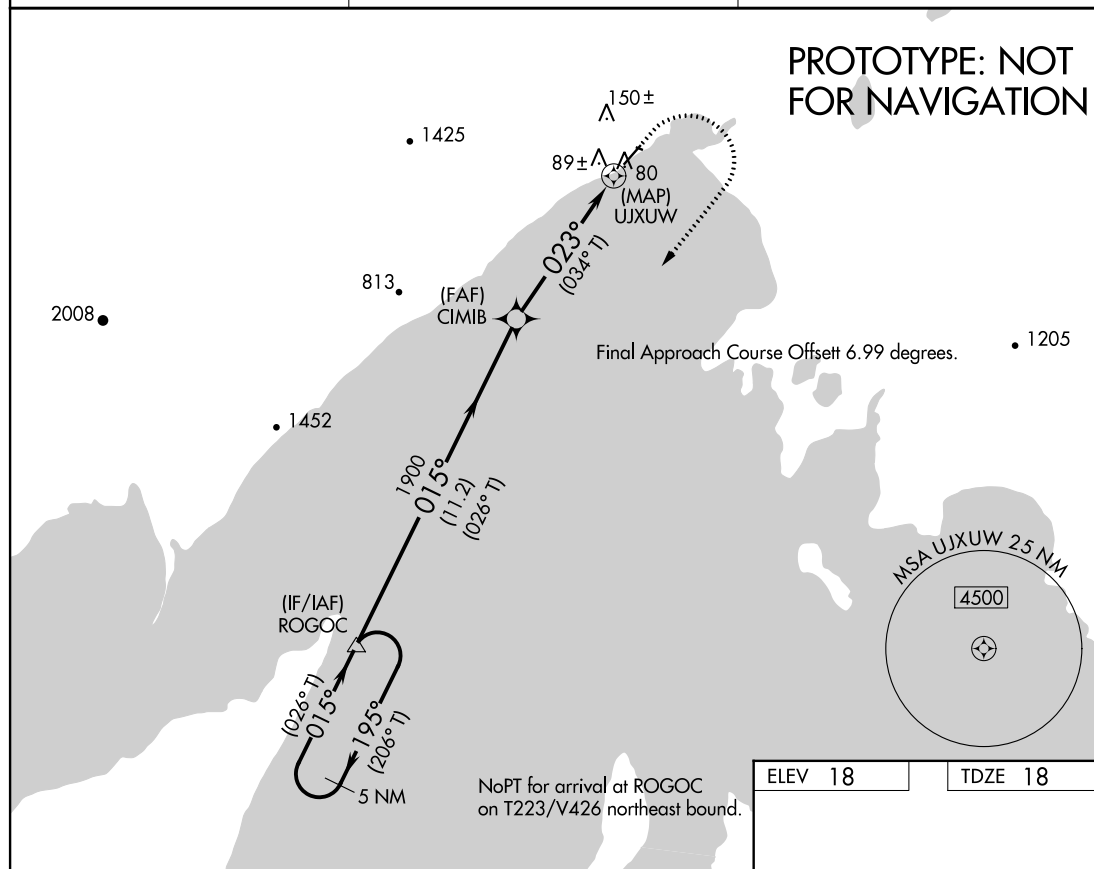 PROTOTYPE: NOT
FOR NAVIGATION
150±
1425
89±
80
(MAP)
UJXUW
023°
(034° T)
813
(FAF)
CIMIB
2008
1205
Final Approach Course Offsett 6.99 degrees.
1452
1900
015°
(11.2)
(026° T)
MSA UJXUW 25 NM
4500
(IF/IAF)
ROGOC
(026° T)
015°
195°
(206° T)
5 NM
NoPT for arrival at ROGOC
on T223/V426 northeast bound.
ELEV 18
TDZE 18